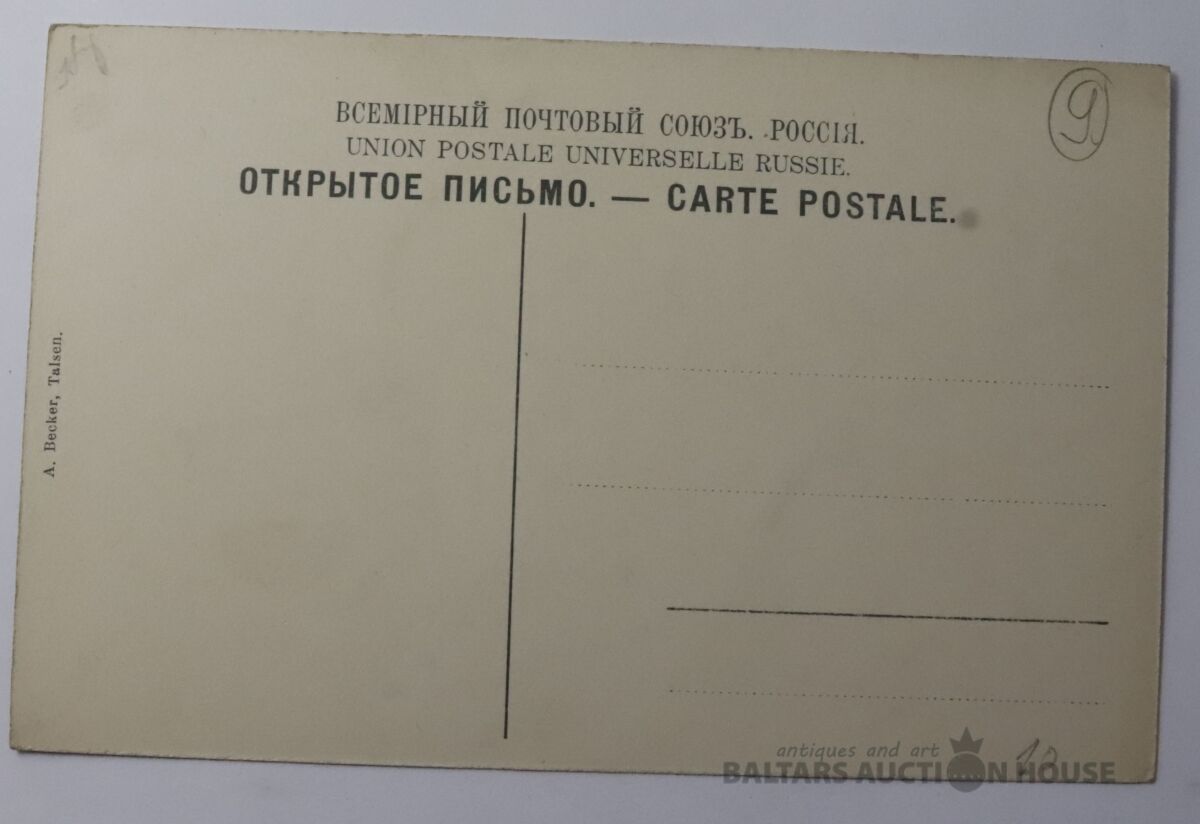 ВСЕМІРНЫЙ ПОЧТОВЫЙ СОЮЗЪ. РОССІЯ.
UNION POSTALE UNIVERSELLE RUSSIE.
ОТКРЫТОЕ ПИСЬМО. — CARTE POSTALE.
A. Becker, Talsen.
9
10
antiques and art
BALTARS AUCTION HOUSE